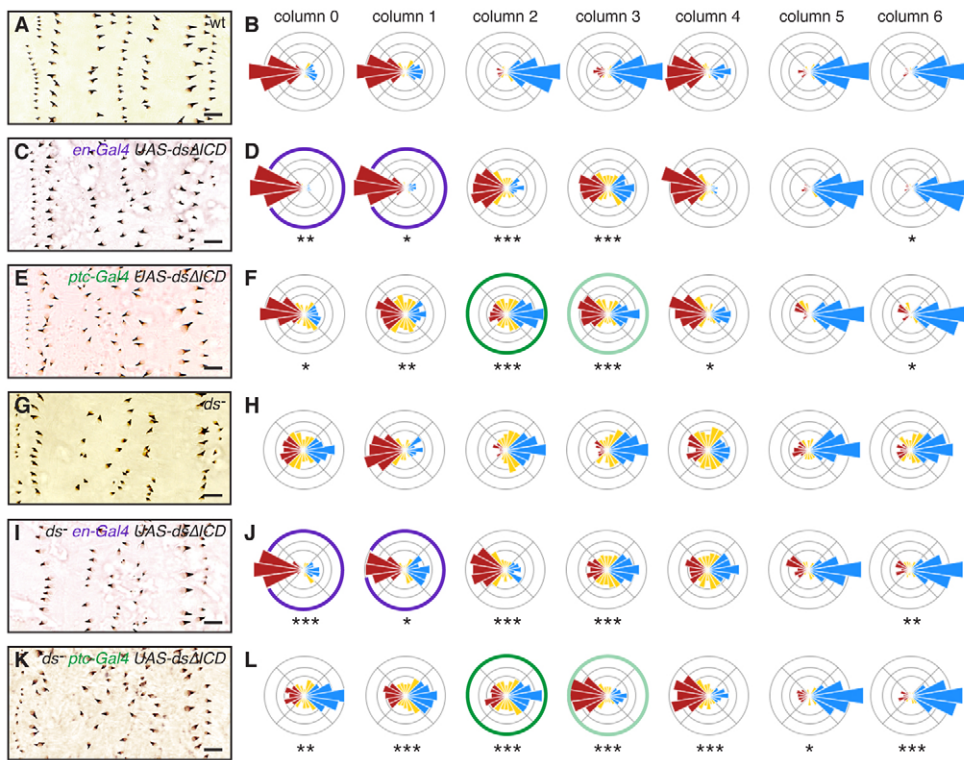 column 0 column 1 column 2 column 3 column 4 column 5 column 6
A wt B
C en-Gal4 UAS-dsΔICD D
** * *** *** *
E ptc-Gal4 UAS-dsΔICD F
* ** *** *** * *
G ds- H
I ds- en-Gal4 UAS-dsΔICD J
*** * *** *** **
K ds- ptc-Gal4 UAS-dsΔICD L
** *** *** *** *** * ***